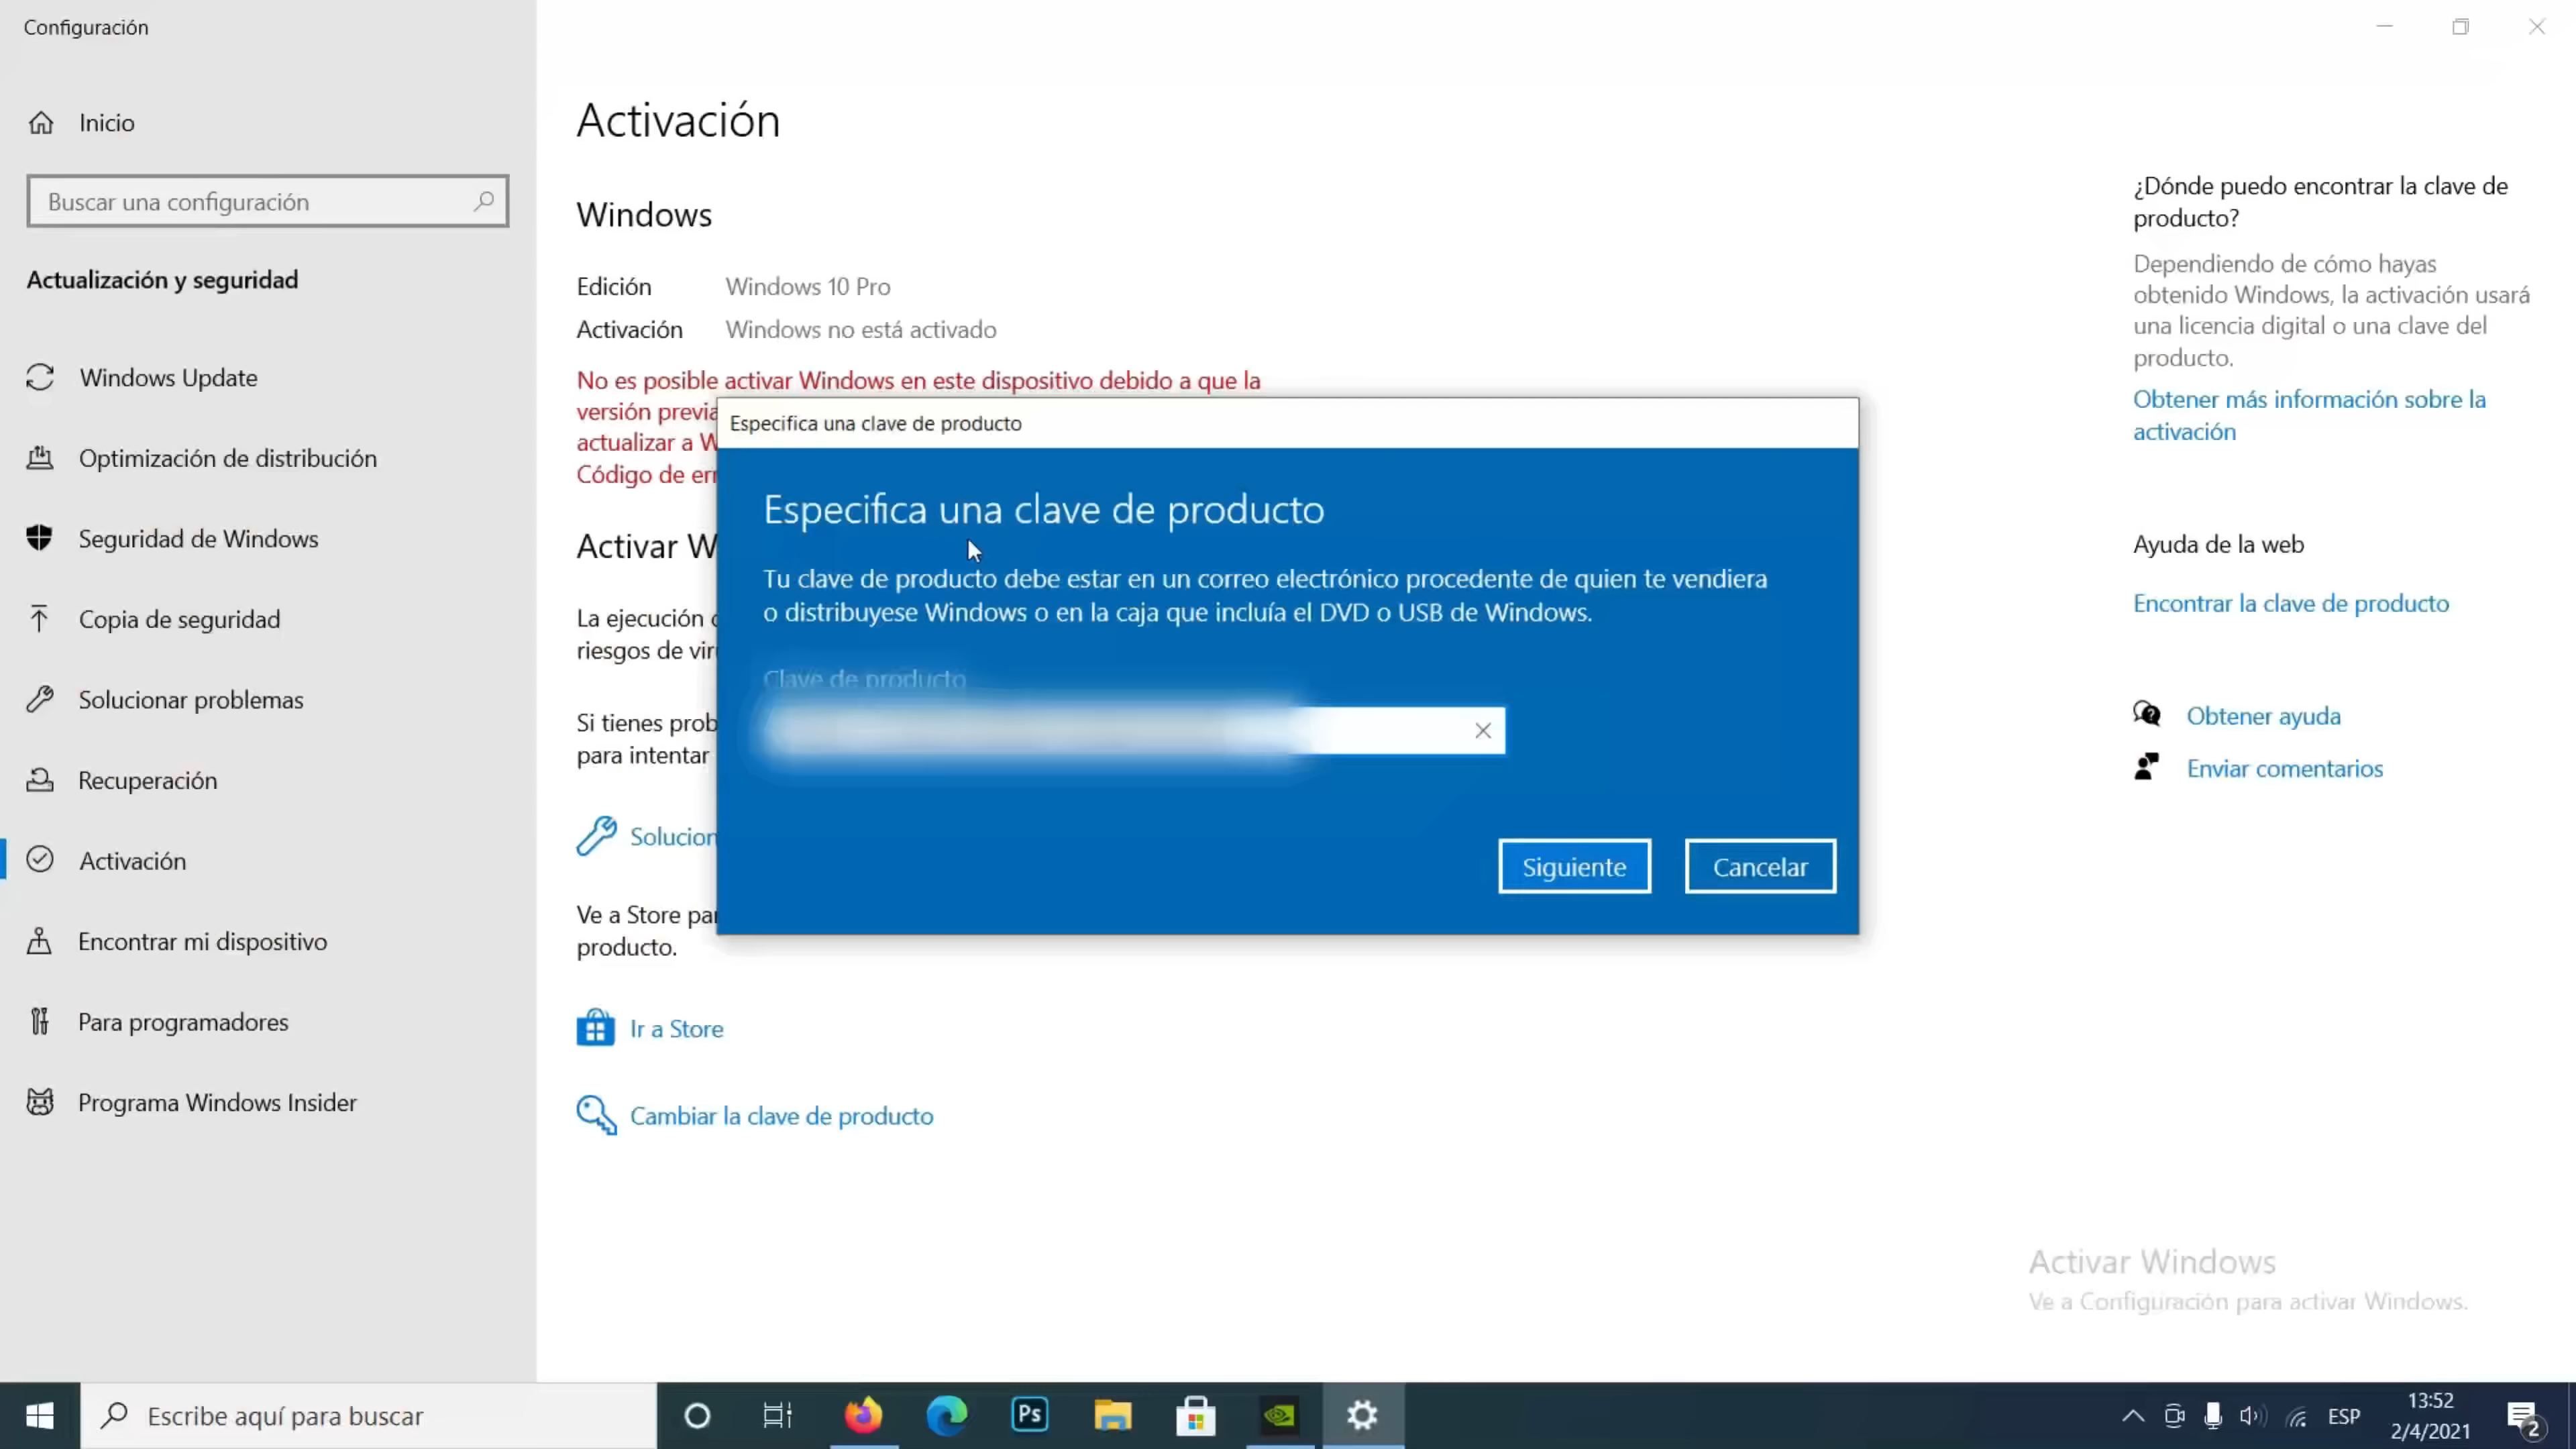 Configuración
Inicio
Buscar una configuración
Actualización y seguridad
Windows Update
Optimización de distribución
Seguridad de Windows
Copia de seguridad
Solucionar problemas
Recuperación
Activación
Encontrar mi dispositivo
Para programadores
Programa Windows Insider
Activación
Windows
Edición Windows 10 Pro
Activación Windows no está activado
No es posible activar Windows en este dispositivo debido a que la
versión previa
actualizar a W
Código de err
Activar W
La ejecución
riesgos de viru
Si tienes prob
para intentar
Solucion
Ve a Store par
producto.
Ir a Store
Cambiar la clave de producto
Especifica una clave de producto
Especifica una clave de producto
Tu clave de producto debe estar en un correo electrónico procedente de quien te vendiera
o distribuyese Windows o en la caja que incluía el DVD o USB de Windows.
Clave de producto
Siguiente Cancelar
¿Dónde puedo encontrar la clave de
producto?
Dependiendo de cómo hayas
obtenido Windows, la activación usará
una licencia digital o una clave del
producto.
Obtener más información sobre la
activación
Ayuda de la web
Encontrar la clave de producto
Obtener ayuda
Enviar comentarios
Activar Windows
Ve a Configuración para activar Windows.
Escribe aquí para buscar
Ps
ESP
13:52
2/4/2021
2